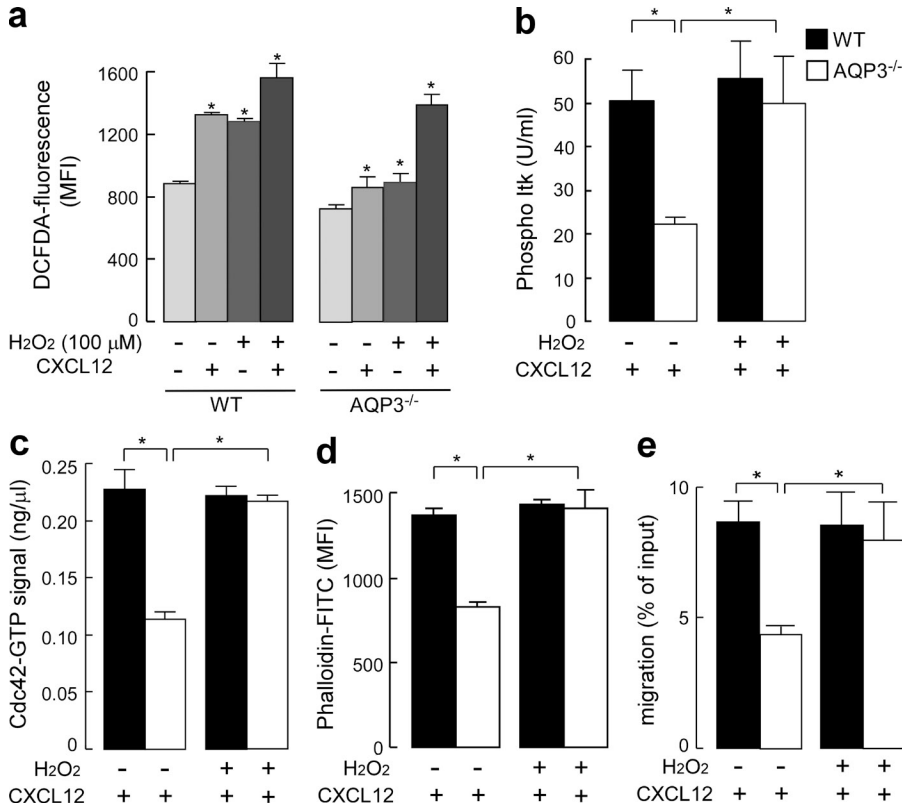 a
DCFDA-fluorescence
(MFI)
1600
1200
800
400
0
* * * * * *
H₂O₂ (100 μM) - - + + - - + +
CXCL12 - + - + - + - +
WT AQP3-/-
b
WT
AQP3-/-
* *
Phospho Itk (U/ml)
60
50
40
30
20
10
0
H₂O₂ - - + +
CXCL12 + + + +
c
* *
Cdc42-GTP signal (ng/μl)
0.25
0.20
0.15
0.10
0.05
0
H₂O₂ - - + +
CXCL12 + + + +
d
* *
Phalloidin-FITC (MFI)
1500
1000
500
0
H₂O₂ - - + +
CXCL12 + + + +
e
* *
migration (% of input)
10
5
0
H₂O₂ - - + +
CXCL12 + + + +